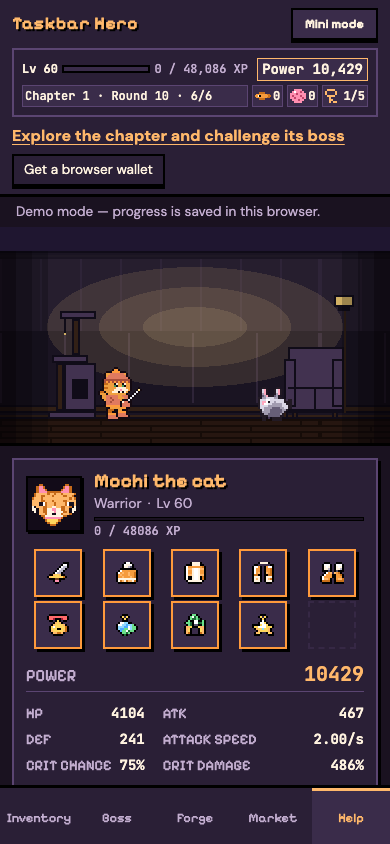 Taskbar Hero
Mini mode
Lv 60 0 / 48,086 XP Power 10,429
Chapter 1 · Round 10 · 6/6 0 0 1/5
Explore the chapter and challenge its boss
Get a browser wallet
Demo mode — progress is saved in this browser.
Mochi the cat
Warrior · Lv 60
0 / 48086 XP
POWER 10429
HP 4104 ATK 467
DEF 241 ATTACK SPEED 2.00/s
CRIT CHANCE 75% CRIT DAMAGE 486%
Inventory Boss Forge Market Help